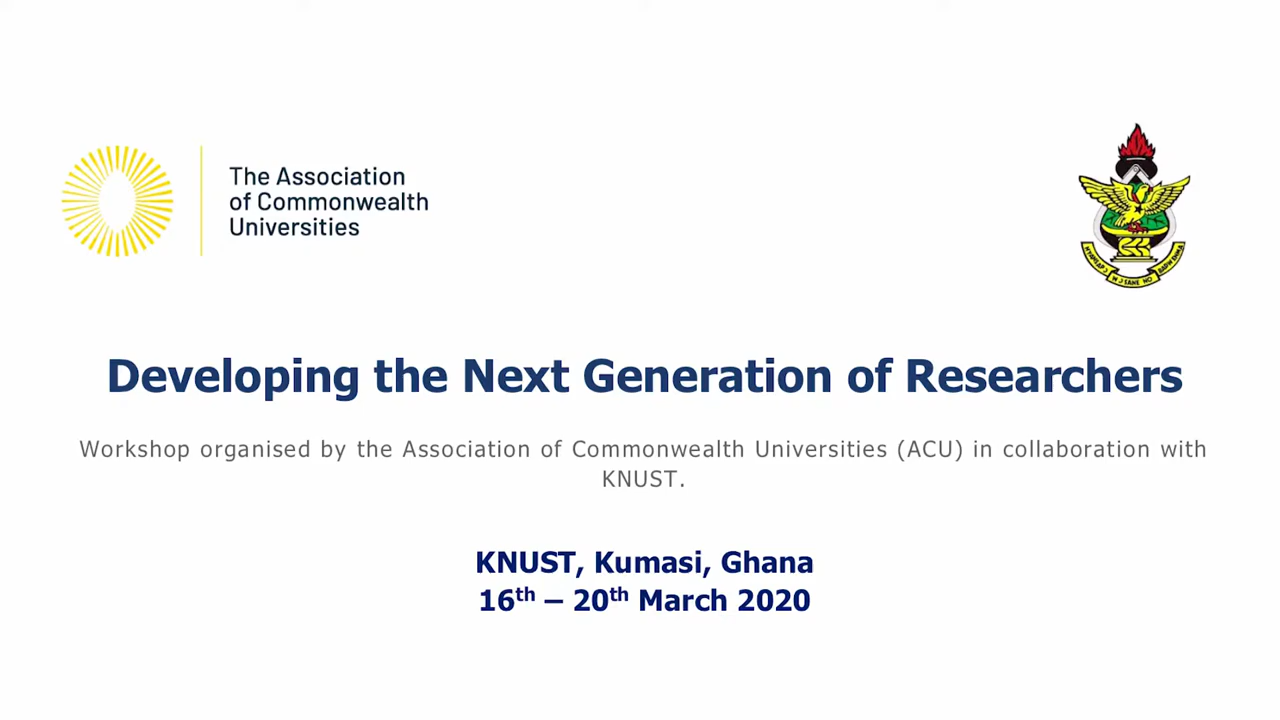 The Association
of Commonwealth
Universities
Developing the Next Generation of Researchers
Workshop organised by the Association of Commonwealth Universities (ACU) in collaboration with
KNUST.
KNUST, Kumasi, Ghana
16th – 20th March 2020